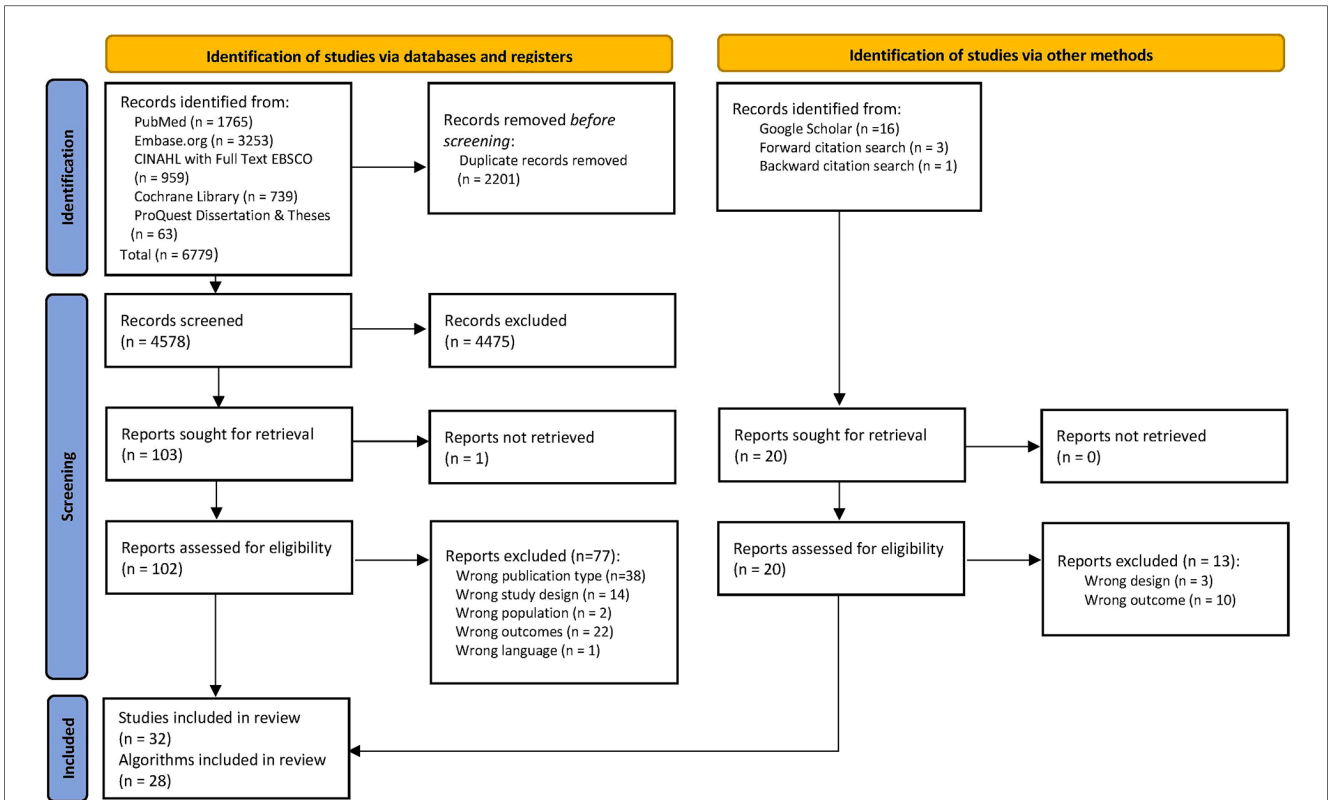 Identification of studies via databases and registers
Identification of studies via other methods
Identification
Records identified from:
PubMed (n = 1765)
Embase.org (n = 3253)
CINAHL with Full Text EBSCO
(n = 959)
Cochrane Library (n = 739)
ProQuest Dissertation & Theses
(n = 63)
Total (n = 6779)
Records removed before
screening:
Duplicate records removed
(n = 2201)
Records identified from:
Google Scholar (n =16)
Forward citation search (n = 3)
Backward citation search (n = 1)
Screening
Records screened
(n = 4578)
Records excluded
(n = 4475)
Reports sought for retrieval
(n = 103)
Reports not retrieved
(n = 1)
Reports sought for retrieval
(n = 20)
Reports not retrieved
(n = 0)
Reports assessed for eligibility
(n = 102)
Reports excluded (n=77):
Wrong publication type (n=38)
Wrong study design (n = 14)
Wrong population (n = 2)
Wrong outcomes (n = 22)
Wrong language (n = 1)
Reports assessed for eligibility
(n = 20)
Reports excluded (n = 13):
Wrong design (n = 3)
Wrong outcome (n = 10)
Included
Studies included in review
(n = 32)
Algorithms included in review
(n = 28)